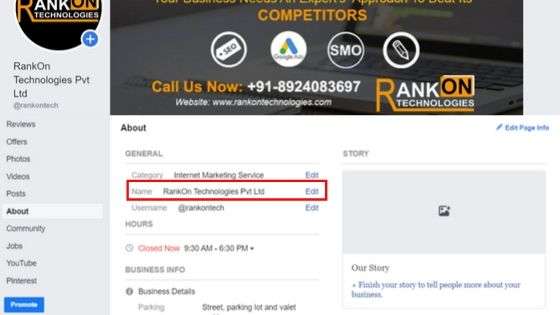 RANKON
TECHNOLOGIES
Your Business Needs An Expert's Approach To Beat Its
COMPETITORS
SEO
Google Ads
SMO
Call Us Now: +91-8924083697
Website: www.rankontechnologies.com
RANKON
TECHNOLOGIES
RankOn
Technologies Pvt
Ltd
@rankontech
Reviews
Offers
Photos
Videos
Posts
About
Community
Jobs
YouTube
Pinterest
Promote
About
Edit Page Info
GENERAL
Category Internet Marketing Service Edit
Name RankOn Technologies Pvt Ltd Edit
Username @rankontech Edit
HOURS
Closed Now 9:30 AM - 6:30 PM
BUSINESS INFO
Business Details
Parking Street, parking lot and valet
STORY
Our Story
+ Finish your story to tell people more about your
business.